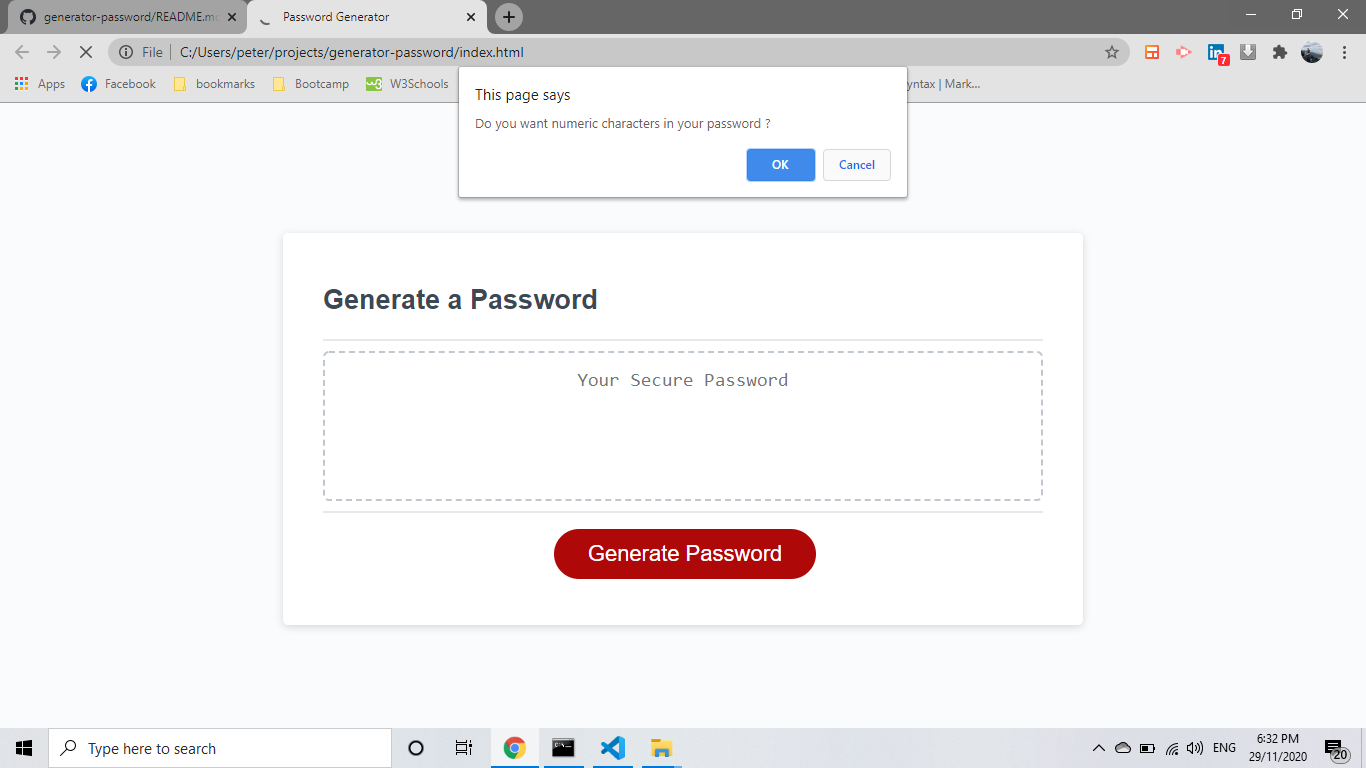 generator-password/README.md
Password Generator
File
C:/Users/peter/projects/generator-password/index.html
7
Apps
Facebook
bookmarks
Bootcamp
W3Schools
| Mark...
This page says
Do you want numeric characters in your password ?
OK
Cancel
Generate a Password
Your Secure Password
Generate Password
Type here to search
ENG
6:32 PM
29/11/2020
20